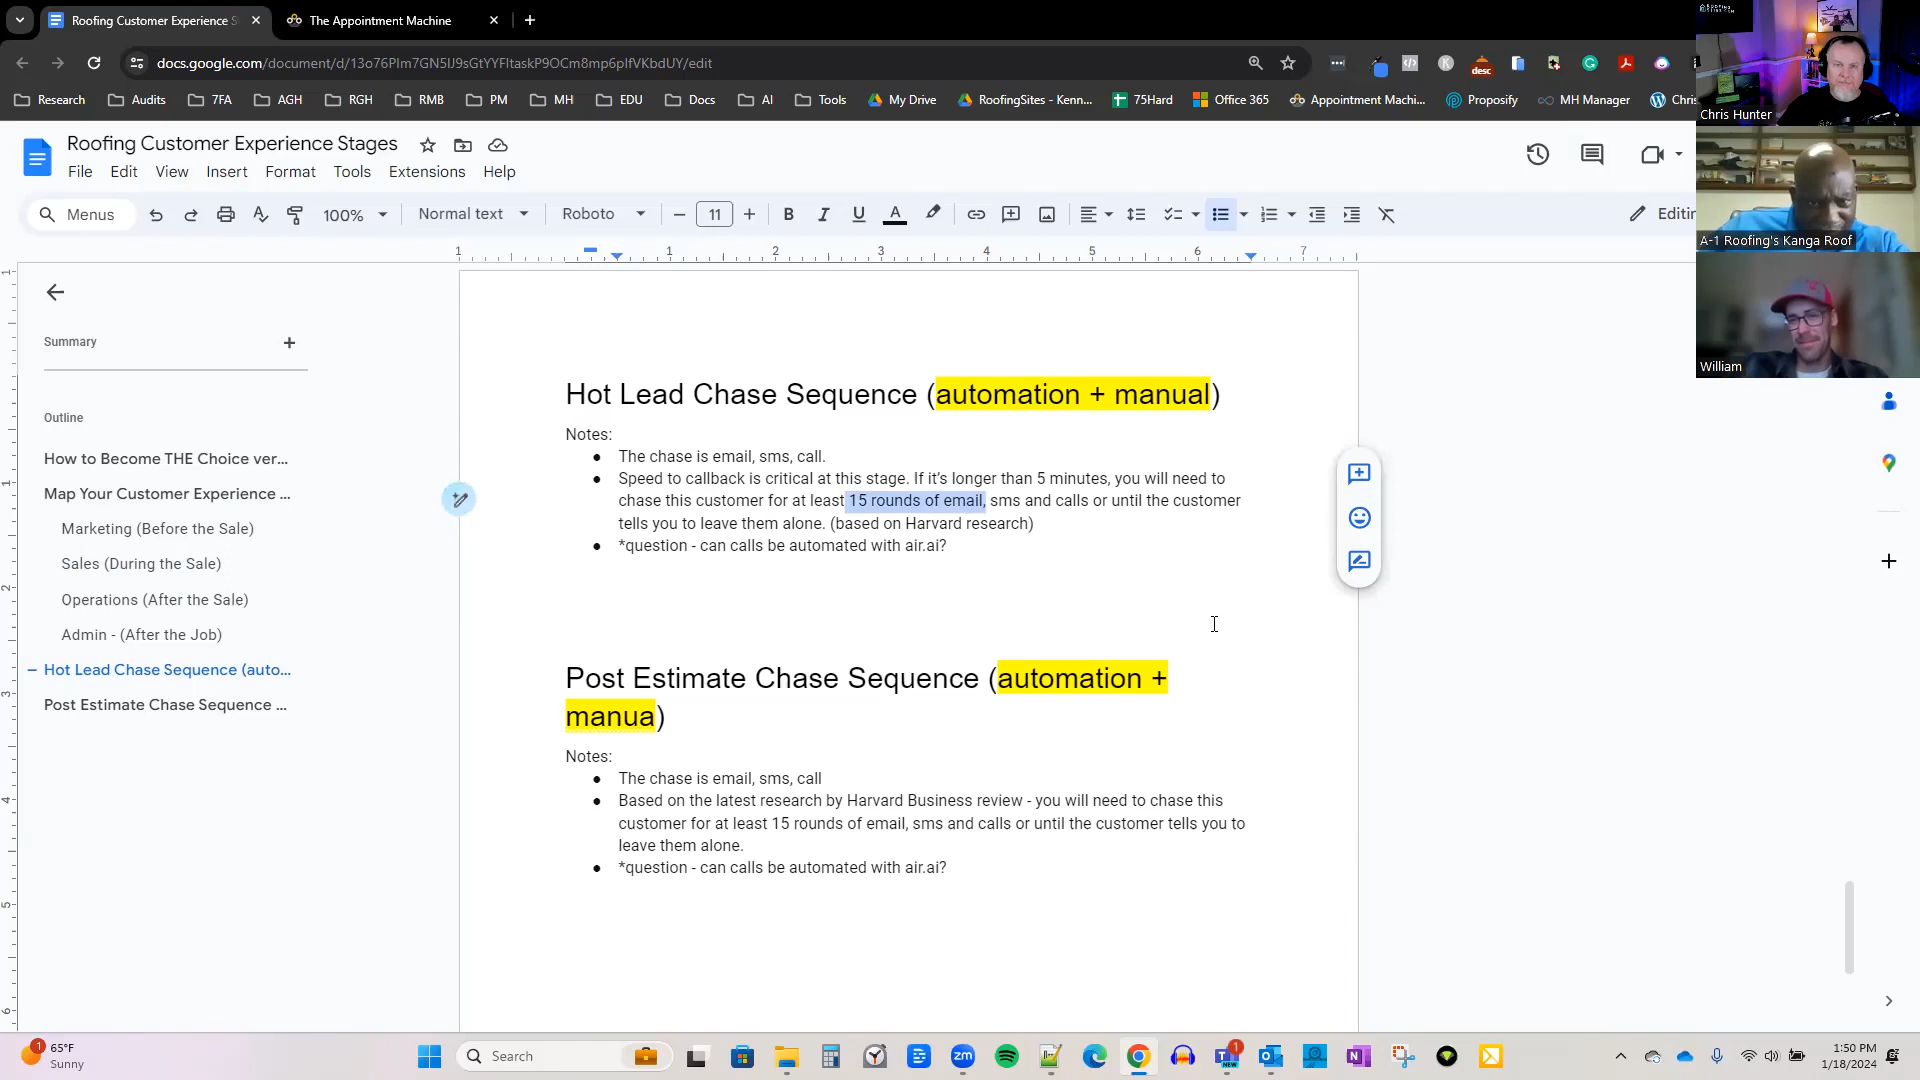 Roofing Customer Experience S
The Appointment Machine
docs.google.com/document/d/13o76Plm7GN5IJ9sGtYYFItaskP9OCm8mp6plfVKbdUY/edit
desc
Research
Audits
7FA
AGH
RGH
RMB
PM
MH
EDU
Docs
AI
Tools
My Drive
RoofingSites - Kenn...
75Hard
Office 365
Appointment Machi...
Proposify
MH Manager
Chris
Chris Hunter
A-1 Roofing's Kanga Roof
William
Roofing Customer Experience Stages
File Edit View Insert Format Tools Extensions Help
Menus
100%
Normal text
Roboto
11
Editin
1 1 2 3 4 5 6 7
Summary
Outline
How to Become THE Choice ver...
Map Your Customer Experience ...
Marketing (Before the Sale)
Sales (During the Sale)
Operations (After the Sale)
Admin - (After the Job)
Hot Lead Chase Sequence (auto...
Post Estimate Chase Sequence ...
Hot Lead Chase Sequence (automation + manual)
Notes:
● The chase is email, sms, call.
● Speed to callback is critical at this stage. If it's longer than 5 minutes, you will need to
chase this customer for at least 15 rounds of email, sms and calls or until the customer
tells you to leave them alone. (based on Harvard research)
● *question - can calls be automated with air.ai?
Post Estimate Chase Sequence (automation +
manua)
Notes:
● The chase is email, sms, call
● Based on the latest research by Harvard Business review - you will need to chase this
customer for at least 15 rounds of email, sms and calls or until the customer tells you to
leave them alone.
● *question - can calls be automated with air.ai?
65°F
Sunny
Search
1:50 PM
1/18/2024